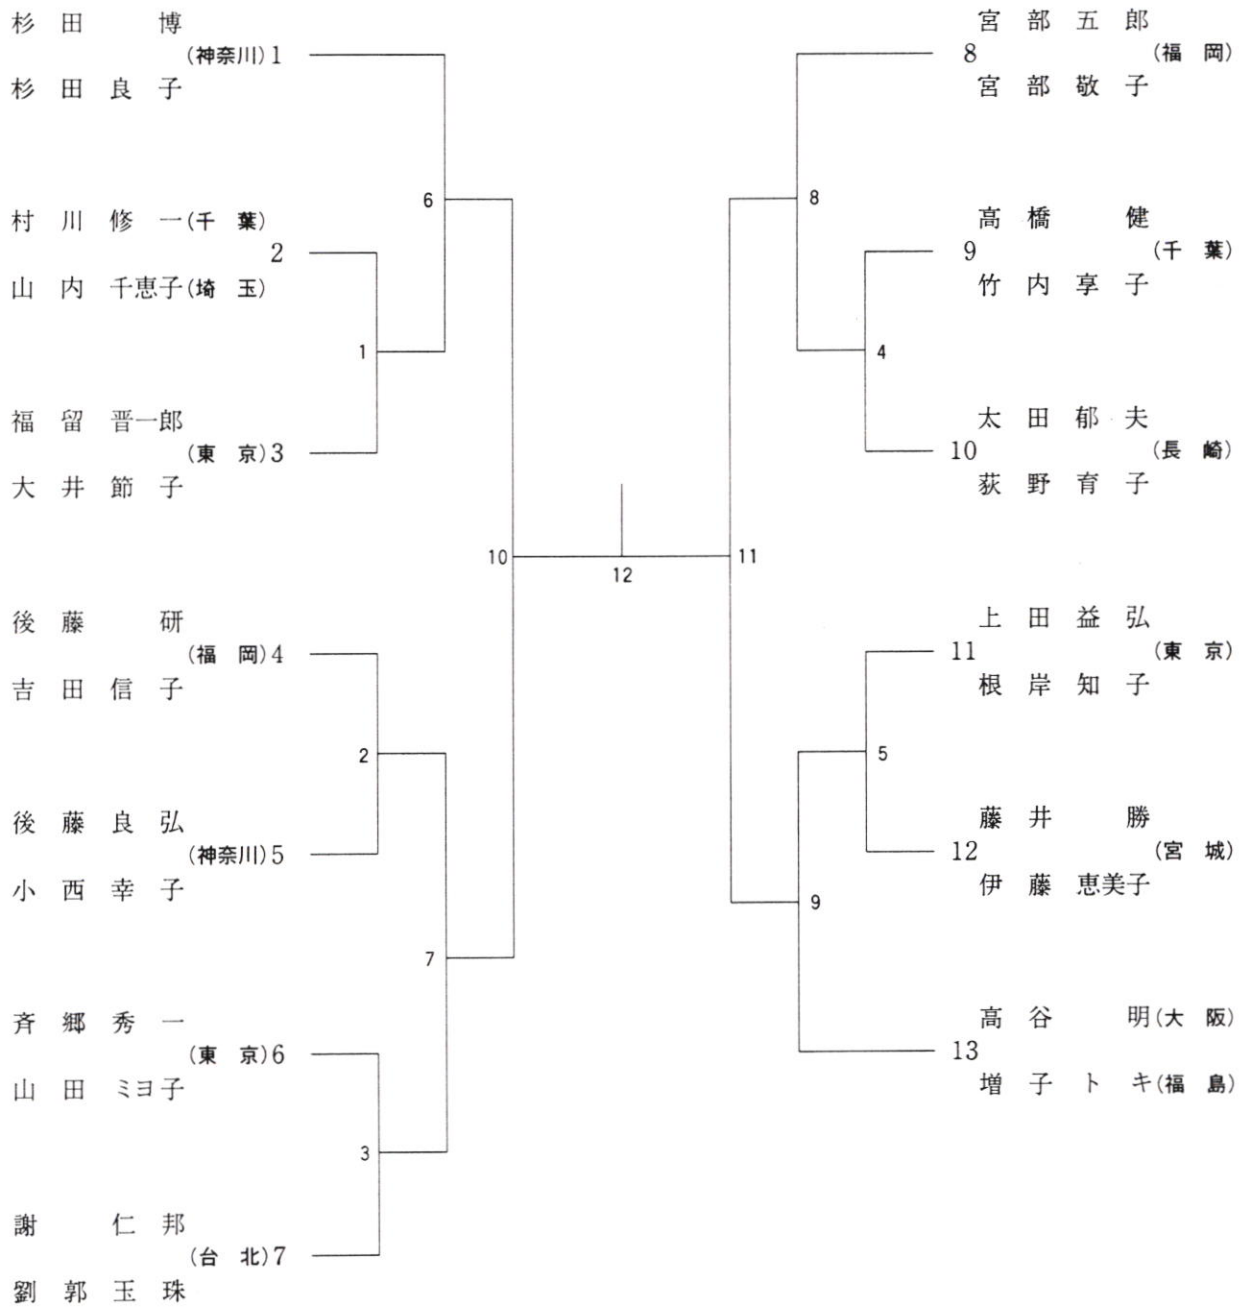 杉田 博
(神奈川) 1
杉田良子
村川修一(千葉)
2
山内千恵子(埼玉)
福留晋一郎
(東京) 3
大井節子
後藤 研
(福岡) 4
吉田信子
後藤良弘
(神奈川) 5
小西幸子
斉郷秀一
(東京) 6
山田ミヨ子
謝 仁邦
(台北) 7
劉郭玉珠
6
1
10
2
7
3
12
8
4
11
5
9
宮部五郎
8 (福岡)
宮部敬子
高橋 健
9 (千葉)
竹内享子
太田郁夫
10 (長崎)
荻野育子
上田益弘
11 (東京)
根岸知子
藤井 勝
12 (宮城)
伊藤恵美子
高谷 明(大阪)
13
増子トキ(福島)